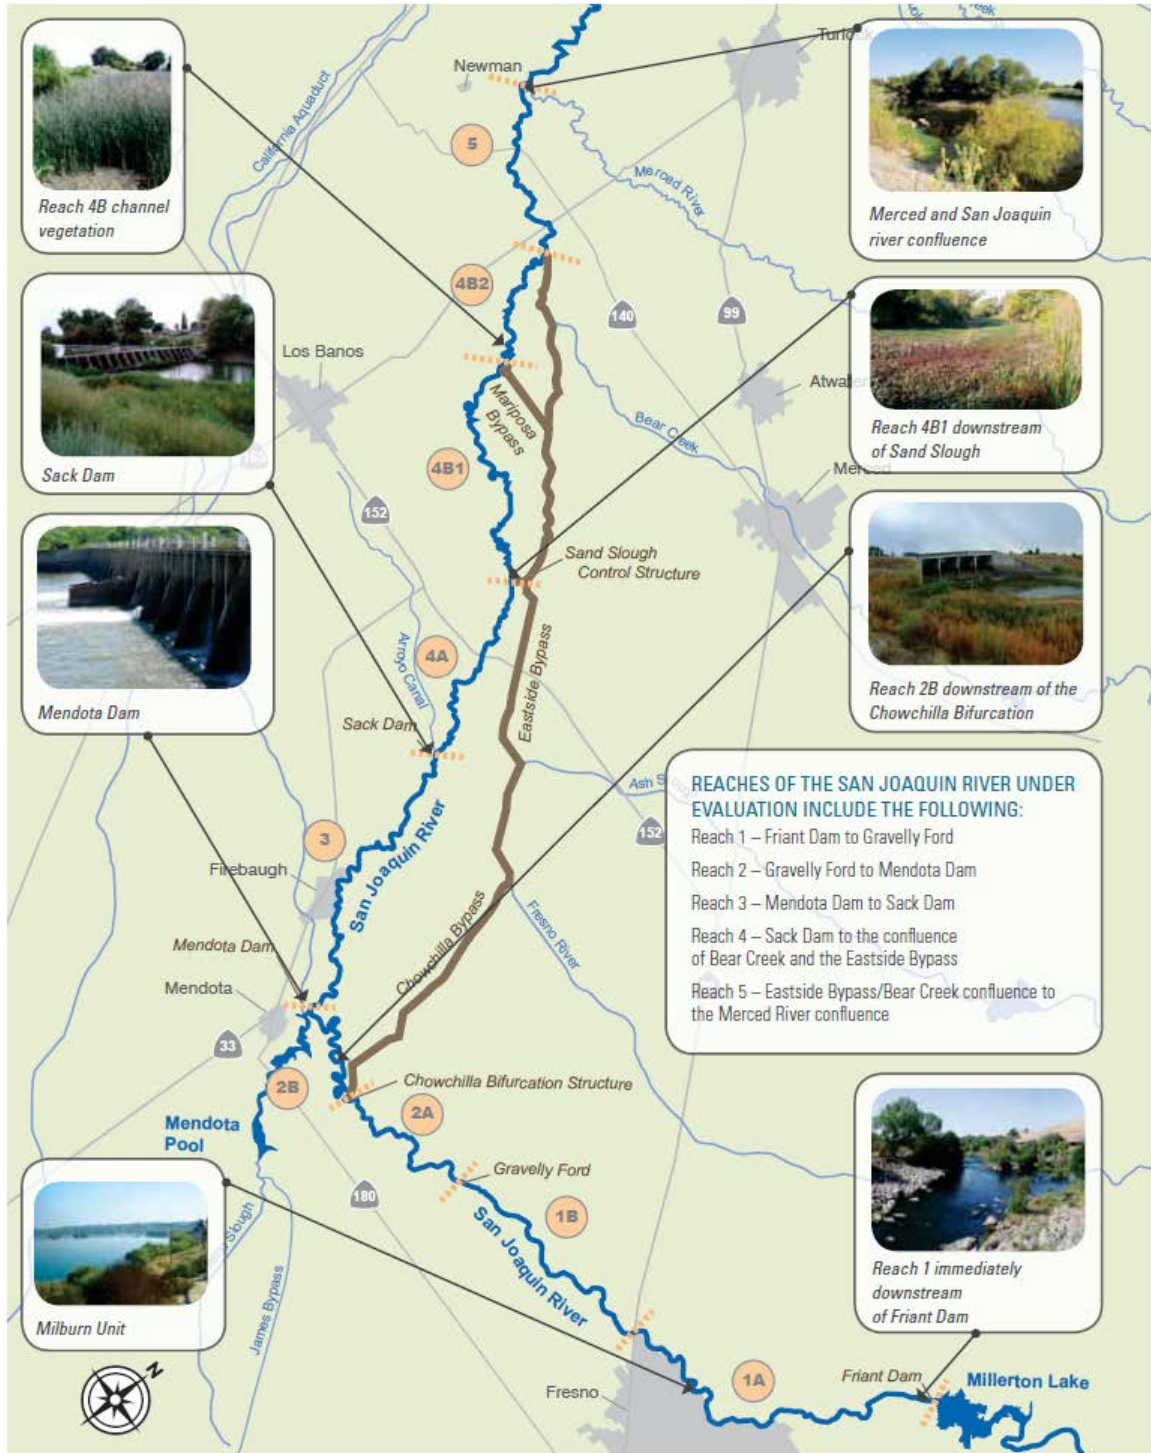 Reach 4B channel
vegetation
Sack Dam
Mendota Dam
Milburn Unit
Merced and San Joaquin
river confluence
Reach 4B1 downstream
of Sand Slough
Reach 2B downstream of the
Chowchilla Bifurcation
REACHES OF THE SAN JOAQUIN RIVER UNDER
EVALUATION INCLUDE THE FOLLOWING:
Reach 1 – Friant Dam to Gravelly Ford
Reach 2 – Gravelly Ford to Mendota Dam
Reach 3 – Mendota Dam to Sack Dam
Reach 4 – Sack Dam to the confluence
of Bear Creek and the Eastside Bypass
Reach 5 – Eastside Bypass/Bear Creek confluence to
the Merced River confluence
Reach 1 immediately
downstream
of Friant Dam
Newman
California Aquaduct
5
Merced River
4B2
140
99
Los Banos
Mariposa
Bypass
Bear Creek
4B1
152
Sand Slough
Control Structure
4A
Arroyo Canal
Eastside Bypass
Sack Dam
Ash
152
3
Firebaugh
San Joaquin River
Chowchilla Bypass
Fresno River
Mendota Dam
Mendota
33
2B
Chowchilla Bifurcation Structure
2A
Mendota
Pool
Gravelly Ford
180
1B
San Joaquin River
Slough
James Bypass
N
Fresno
1A
Friant Dam
Millerton Lake